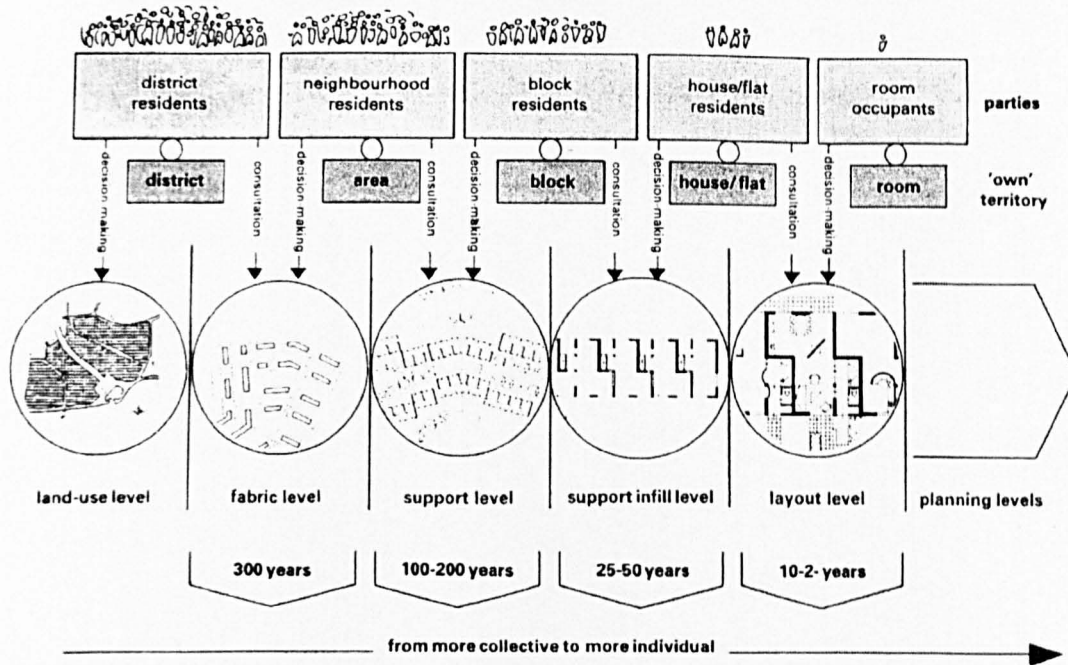 district
residents
neighbourhood
residents
block
residents
house/flat
residents
room
occupants
parties
district
area
block
house/flat
room
'own'
territory
decision making
consultation
decision making
consultation
decision making
consultation
decision making
consultation
decision making
land-use level
fabric level
support level
support infill level
layout level
planning levels
300 years
100-200 years
25-50 years
10-2- years
from more collective to more individual